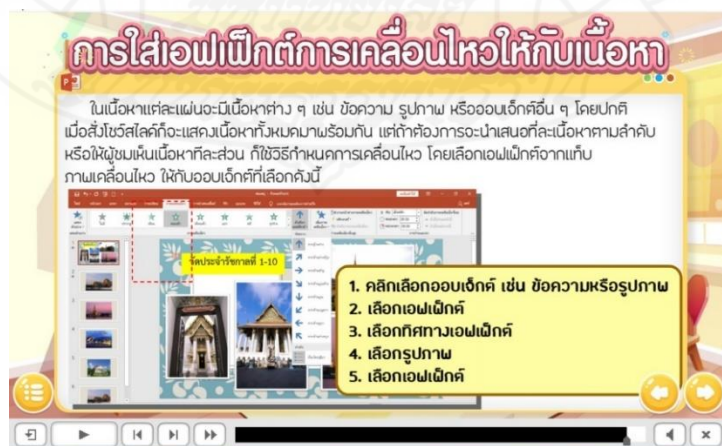 การใส่เอฟเฟ็กต์การเคลื่อนไหวให้กับเนื้อหา
ในเนื้อหาแต่ละแผ่นจะมีเนื้อหาต่าง ๆ เช่น ข้อความ รูปภาพ หรือออบเจ็กต์อื่น ๆ โดยปกติ
เมื่อสั่งโชว์สไลด์ก็จะแสดงเนื้อหาทั้งหมดมาพร้อมกัน แต่ถ้าต้องการจะนำเสนอทีละเนื้อหาตามลำดับ
หรือให้ผู้ชมเห็นเนื้อหาทีละส่วน ก็ใช้วิธีกำหนดการเคลื่อนไหว โดยเลือกเอฟเฟ็กต์จากแท็บ
ภาพเคลื่อนไหว ให้กับออบเจ็กต์ที่เลือกดังนี้
วัดประจำรัชกาลที่ 1-10
1. คลิกเลือกออบเจ็กต์ เช่น ข้อความหรือรูปภาพ
2. เลือกเอฟเฟ็กต์
3. เลือกทิศทางเอฟเฟ็กต์
4. เลือกรูปภาพ
5. เลือกเอฟเฟ็กต์